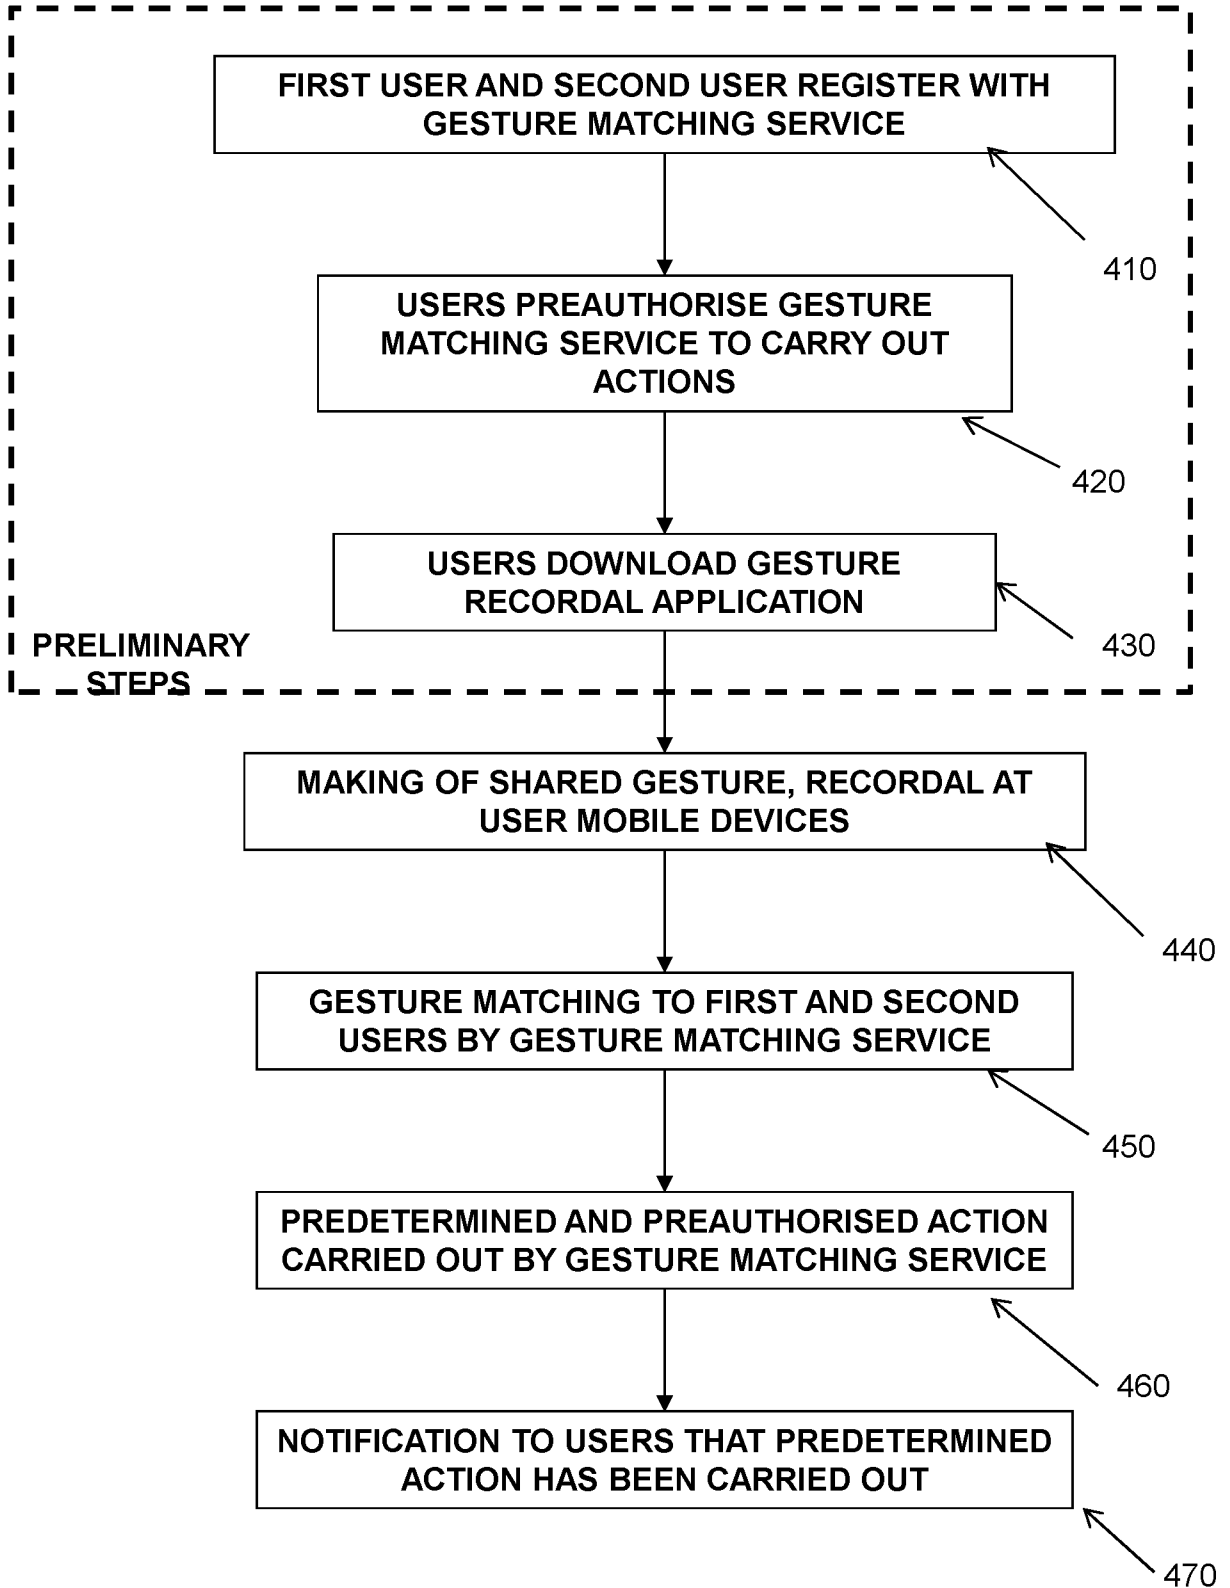 FIRST USER AND SECOND USER REGISTER WITH
GESTURE MATCHING SERVICE
410
USERS PREAUTHORISE GESTURE
MATCHING SERVICE TO CARRY OUT
ACTIONS
420
USERS DOWNLOAD GESTURE
RECORDAL APPLICATION
430
PRELIMINARY
STEPS
MAKING OF SHARED GESTURE, RECORDAL AT
USER MOBILE DEVICES
440
GESTURE MATCHING TO FIRST AND SECOND
USERS BY GESTURE MATCHING SERVICE
450
PREDETERMINED AND PREAUTHORISED ACTION
CARRIED OUT BY GESTURE MATCHING SERVICE
460
NOTIFICATION TO USERS THAT PREDETERMINED
ACTION HAS BEEN CARRIED OUT
470